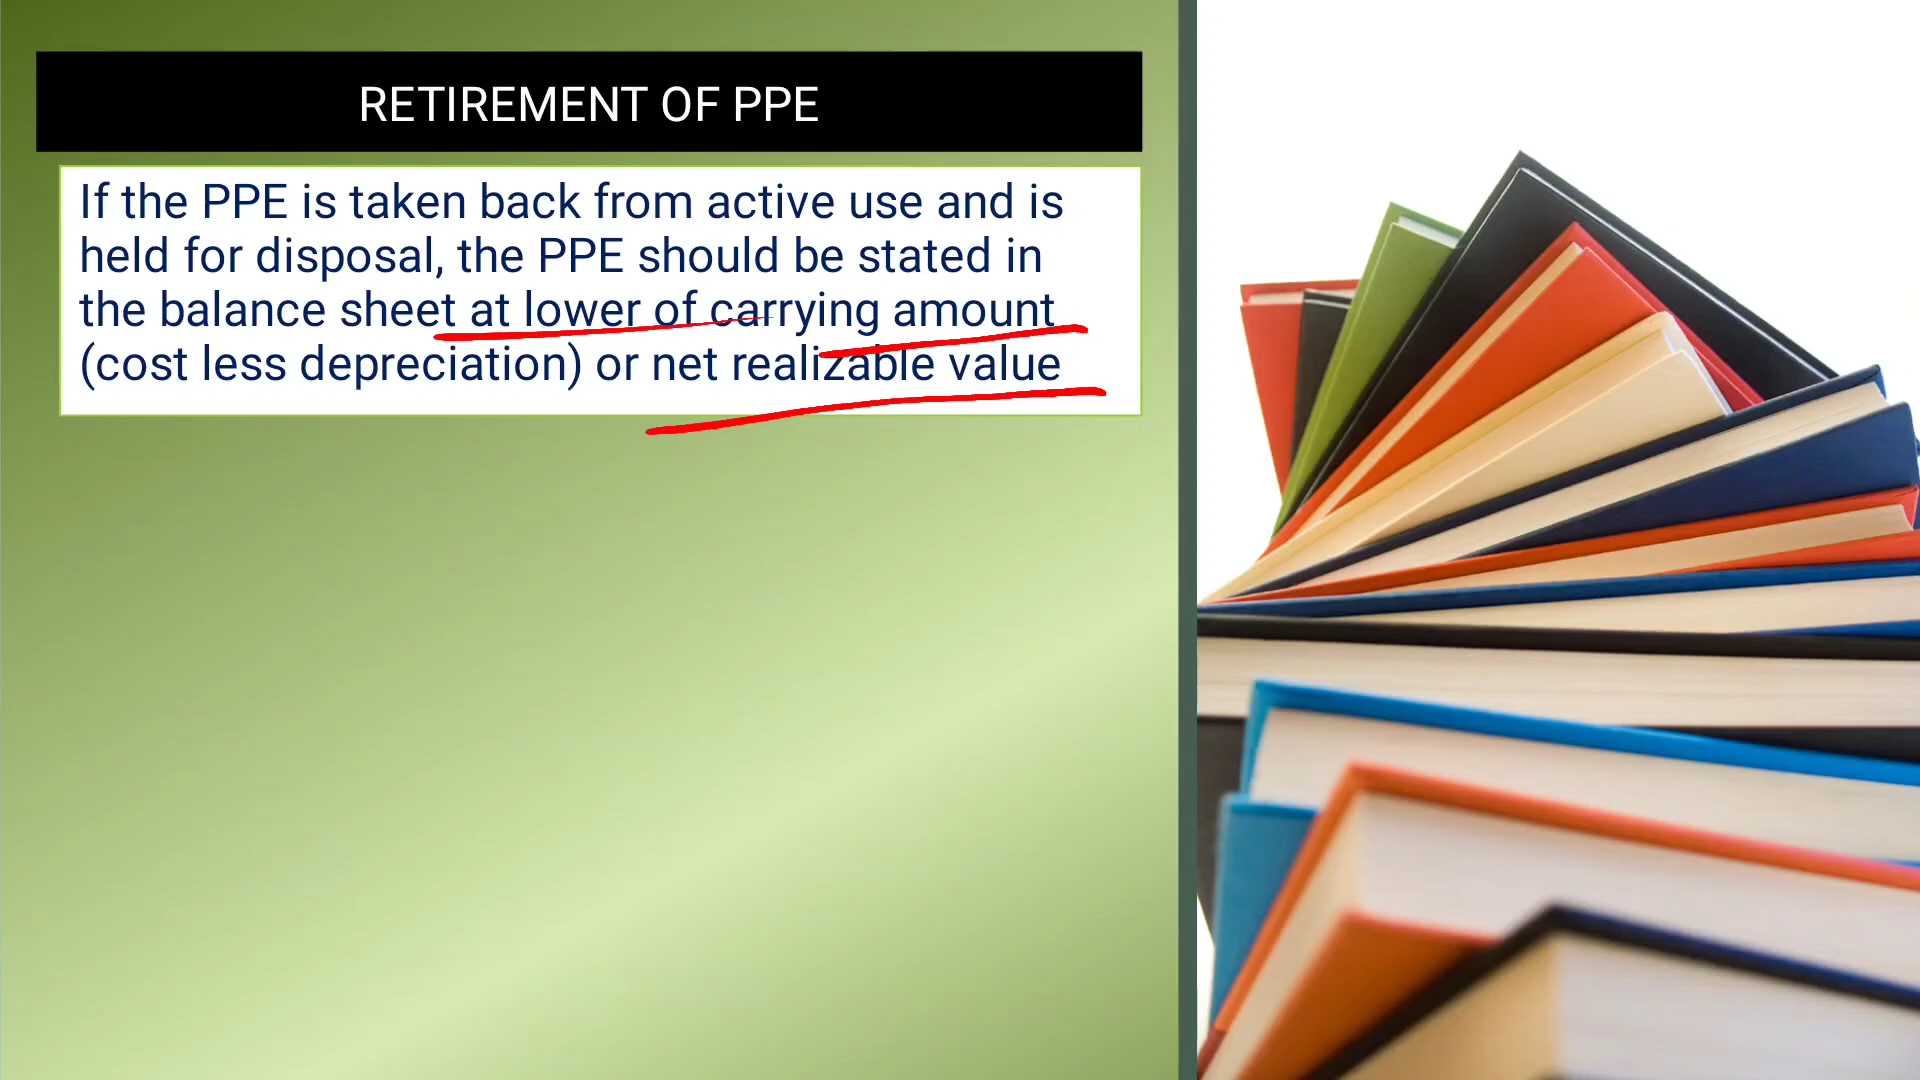 RETIREMENT OF PPE
If the PPE is taken back from active use and is
held for disposal, the PPE should be stated in
the balance sheet at lower of carrying amount
(cost less depreciation) or net realizable value